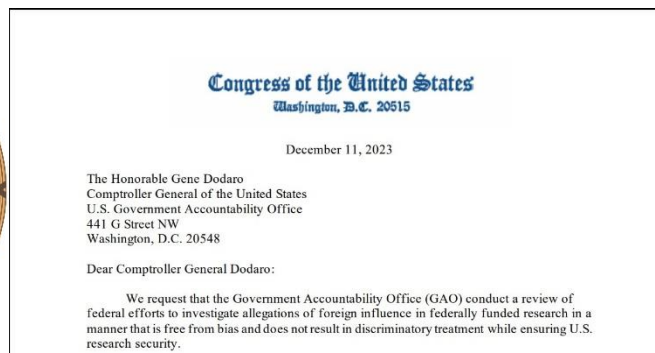 Congress of the United States
Washington, D.C. 20515
December 11, 2023
The Honorable Gene Dodaro
Comptroller General of the United States
U.S. Government Accountability Office
441 G Street NW
Washington, D.C. 20548
Dear Comptroller General Dodaro:
We request that the Government Accountability Office (GAO) conduct a review of
federal efforts to investigate allegations of foreign influence in federally funded research in a
manner that is free from bias and does not result in discriminatory treatment while ensuring U.S.
research security.